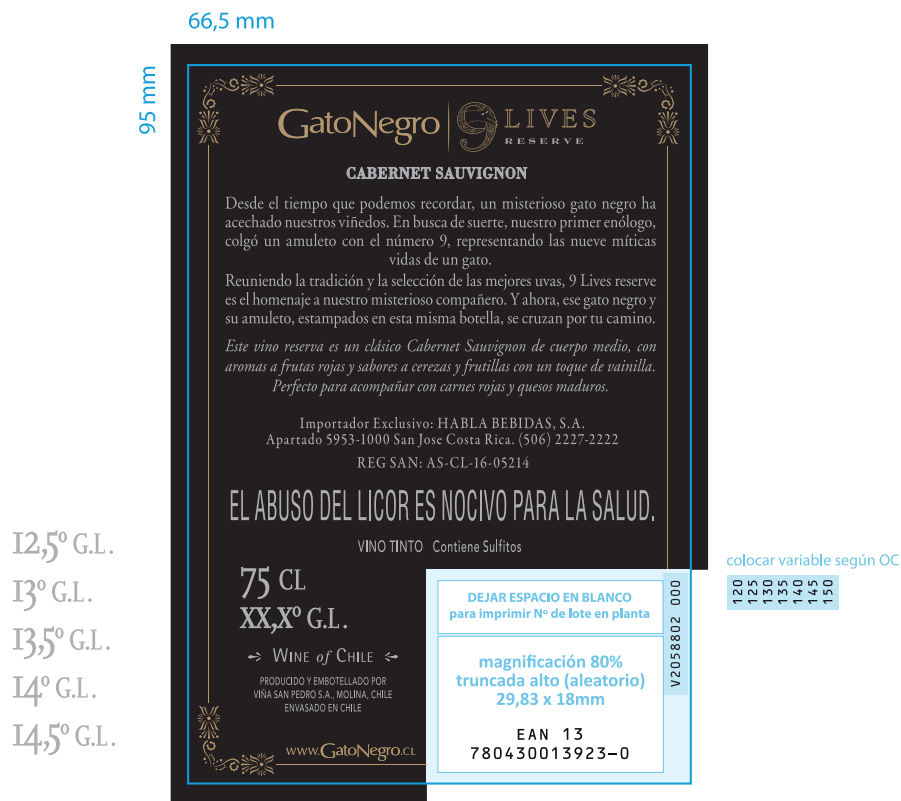 66,5 mm
95 mm
GatoNegro 9 LIVES
RESERVE
CABERNET SAUVIGNON
Desde el tiempo que podemos recordar, un misterioso gato negro ha
acechado nuestros viñedos. En busca de suerte, nuestro primer enólogo,
colgó un amuleto con el número 9, representando las nueve míticas
vidas de un gato.
Reuniendo la tradición y la selección de las mejores uvas, 9 Lives reserve
es el homenaje a nuestro misterioso compañero. Y ahora, ese gato negro y
su amuleto, estampados en esta misma botella, se cruzan por tu camino.
Este vino reserva es un clásico Cabernet Sauvignon de cuerpo medio, con
aromas a frutas rojas y sabores a cerezas y frutillas con un toque de vainilla.
Perfecto para acompañar con carnes rojas y quesos maduros.
Importador Exclusivo: HABLA BEBIDAS, S.A.
Apartado 5953-1000 San Jose Costa Rica. (506) 2227-2222
REG SAN: AS-CL-16-05214
EL ABUSO DEL LICOR ES NOCIVO PARA LA SALUD.
VINO TINTO Contiene Sulfitos
75 CL
XX,Xº G.L.
WINE of CHILE
PRODUCIDO Y EMBOTELLADO POR
VIÑA SAN PEDRO S.A., MOLINA, CHILE
ENVASADO EN CHILE
www.GatoNegro.cl
DEJAR ESPACIO EN BLANCO
para imprimir Nº de lote en planta
magnificación 80%
truncada alto (aleatorio)
29,83 x 18mm
EAN 13
780430013923-0
V2058802 000
colocar variable según OC
120
125
130
135
140
145
150
12,5º G.L.
13º G.L.
13,5º G.L.
14º G.L.
14,5º G.L.